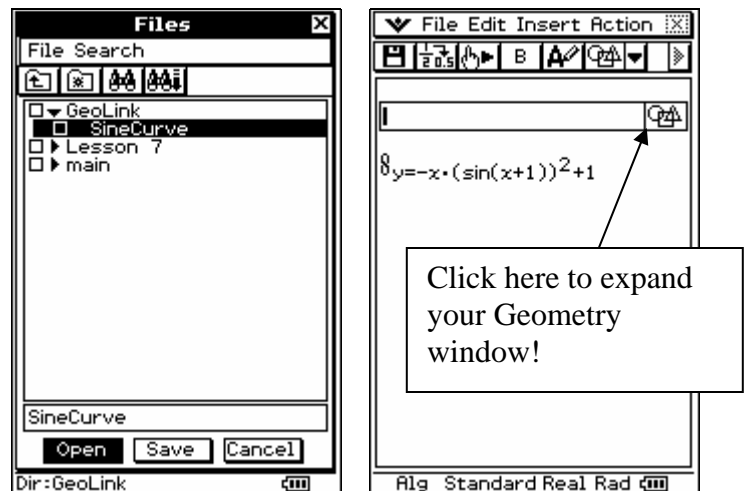 Files X
File Search
GeoLink
SineCurve
Lesson 7
main
SineCurve
Open Save Cancel
Dir:GeoLink
File Edit Insert Action
B A
y=-x·(sin(x+1))²+1
Click here to expand
your Geometry
window!
Alg Standard Real Rad